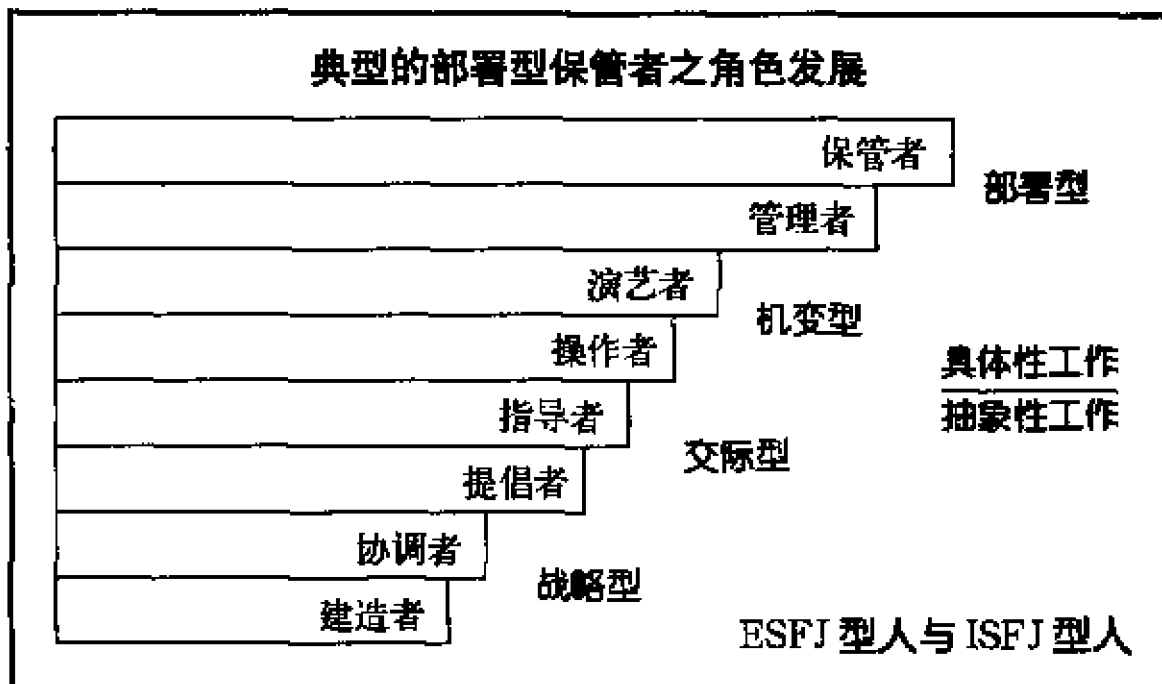 典型的部署型保管者之角色发展
保管者
部署型
管理者
演艺者
机变型
操作者
具体性工作
指导者
抽象性工作
交际型
提倡者
协调者
战略型
建造者
ESFJ 型人与 ISFJ 型人